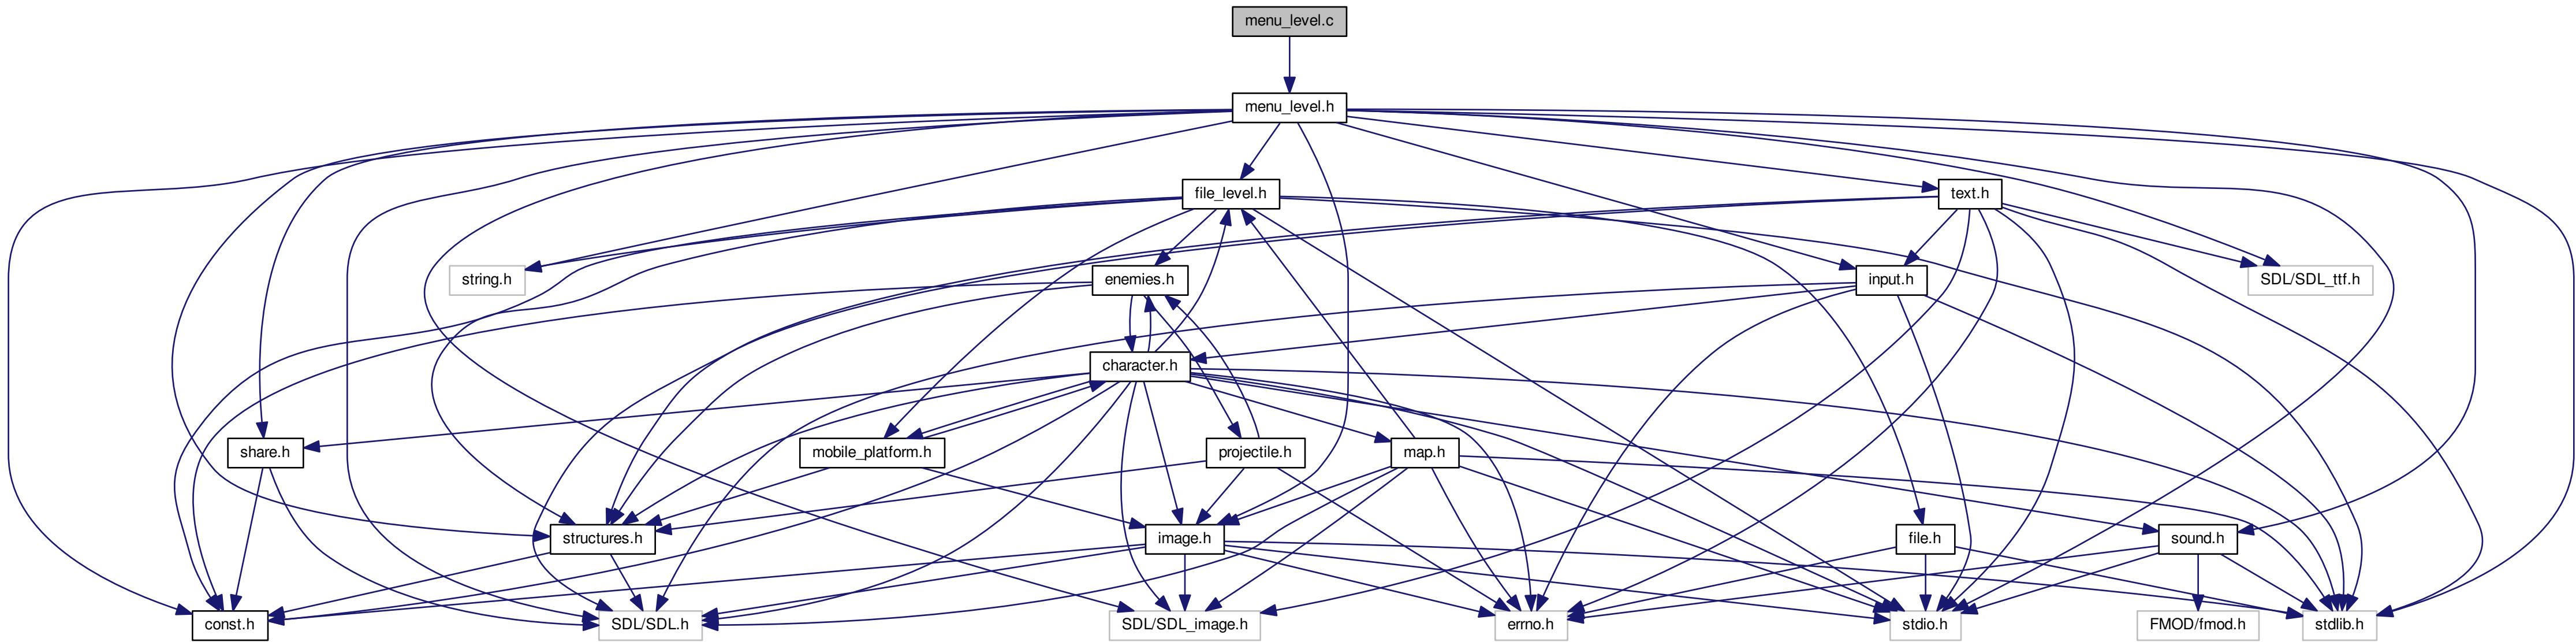 menu_level.c
menu_level.h
file_level.h
text.h
string.h
enemies.h
input.h
SDL/SDL_ttf.h
character.h
share.h
mobile_platform.h
projectile.h
map.h
structures.h
image.h
file.h
sound.h
const.h
SDL/SDL.h
SDL/SDL_image.h
errno.h
stdio.h
FMOD/fmod.h
stdlib.h